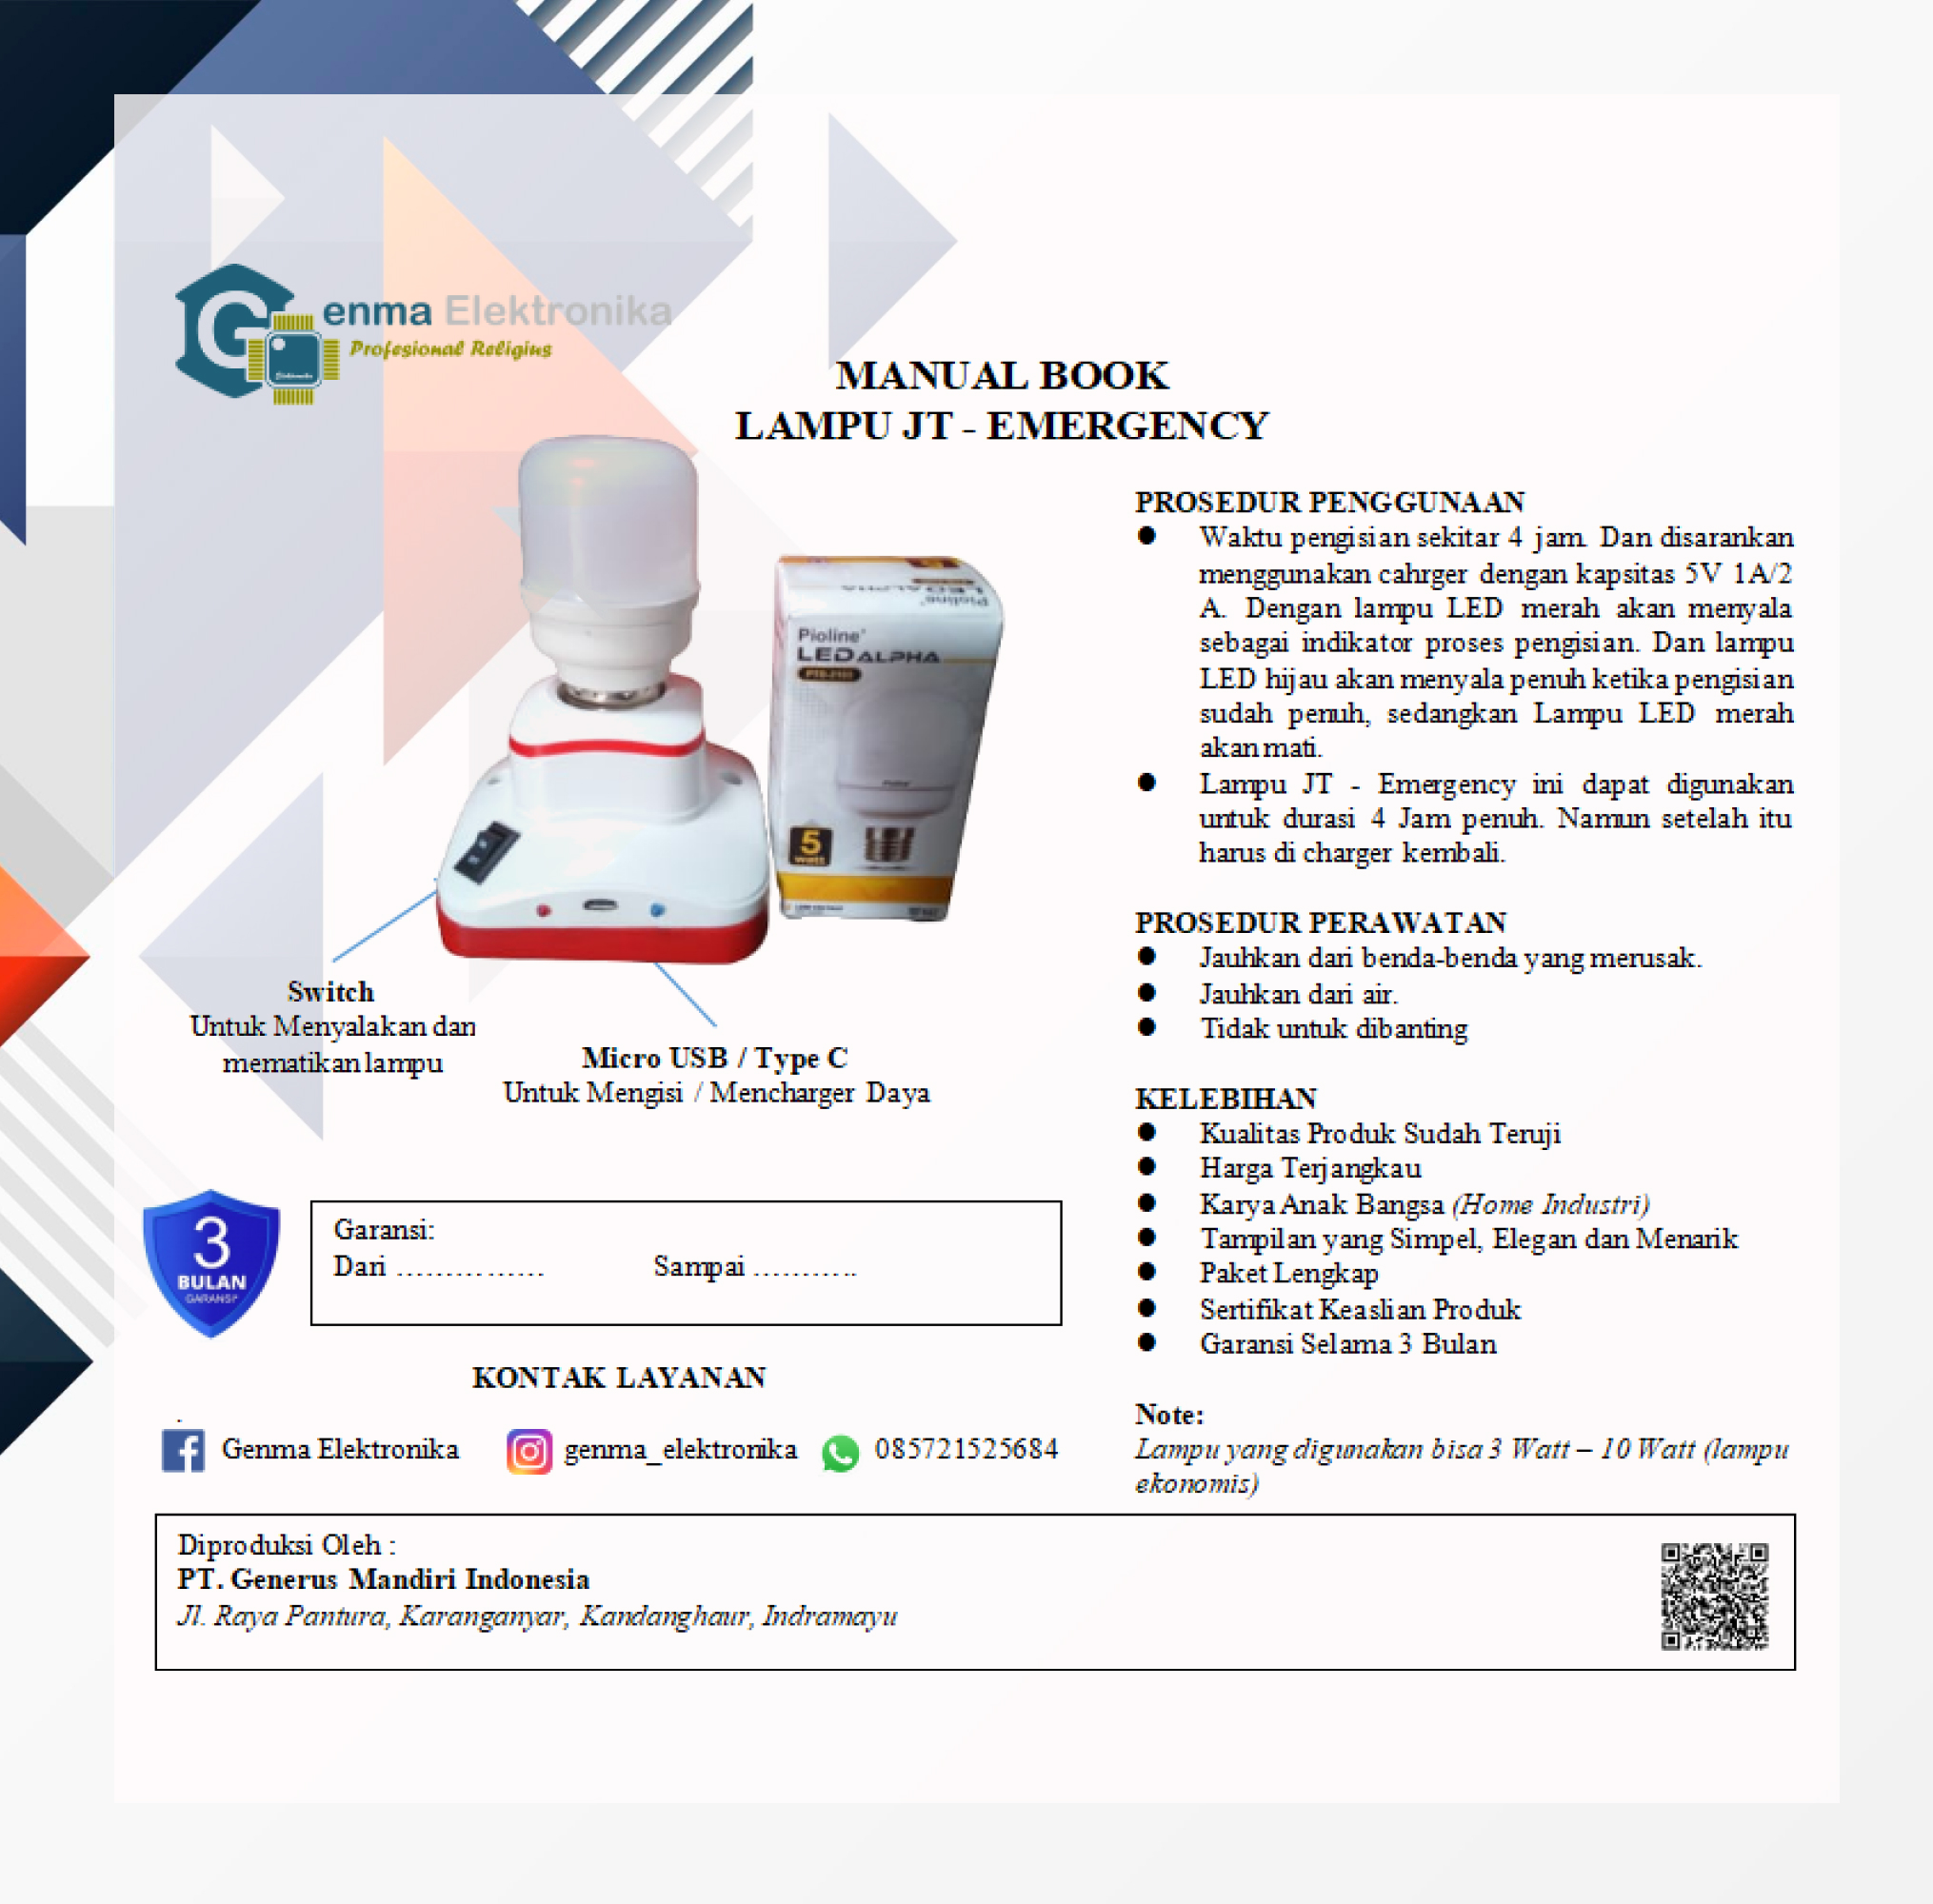 Genma Elektronika
Profesional Religius
MANUAL BOOK
LAMPU JT - EMERGENCY
Pioline
LED ALPHA
5
watt
Switch
Untuk Menyalakan dan
mematikan lampu
Micro USB / Type C
Untuk Mengisi / Mencharger Daya
3
BULAN
GARANSI*
Garansi:
Dari ............... Sampai ...........
KONTAK LAYANAN
Genma Elektronika genma_elektronika 085721525684
PROSEDUR PENGGUNAAN
● Waktu pengisian sekitar 4 jam. Dan disarankan
menggunakan cahrger dengan kapsitas 5V 1A/2
A. Dengan lampu LED merah akan menyala
sebagai indikator proses pengisian. Dan lampu
LED hijau akan menyala penuh ketika pengisian
sudah penuh, sedangkan Lampu LED merah
akan mati.
● Lampu JT - Emergency ini dapat digunakan
untuk durasi 4 Jam penuh. Namun setelah itu
harus di charger kembali.
PROSEDUR PERAWATAN
● Jauhkan dari benda-benda yang merusak.
● Jauhkan dari air.
● Tidak untuk dibanting
KELEBIHAN
● Kualitas Produk Sudah Teruji
● Harga Terjangkau
● Karya Anak Bangsa (Home Industri)
● Tampilan yang Simpel, Elegan dan Menarik
● Paket Lengkap
● Sertifikat Keaslian Produk
● Garansi Selama 3 Bulan
Note:
Lampu yang digunakan bisa 3 Watt – 10 Watt (lampu
ekonomis)
Diproduksi Oleh :
PT. Generus Mandiri Indonesia
Jl. Raya Pantura, Karanganyar, Kandanghaur, Indramayu